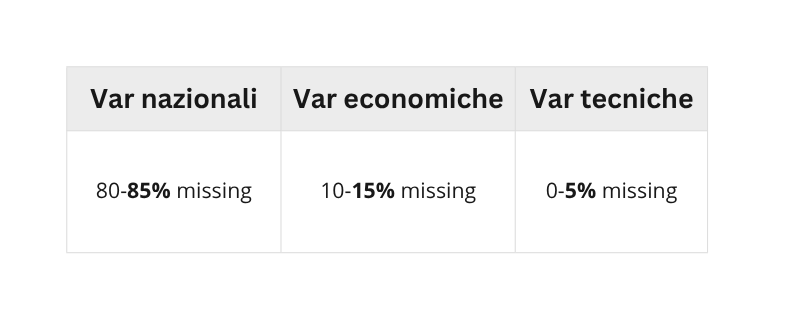 Var nazionali Var economiche Var tecniche
80-85% missing 10-15% missing 0-5% missing